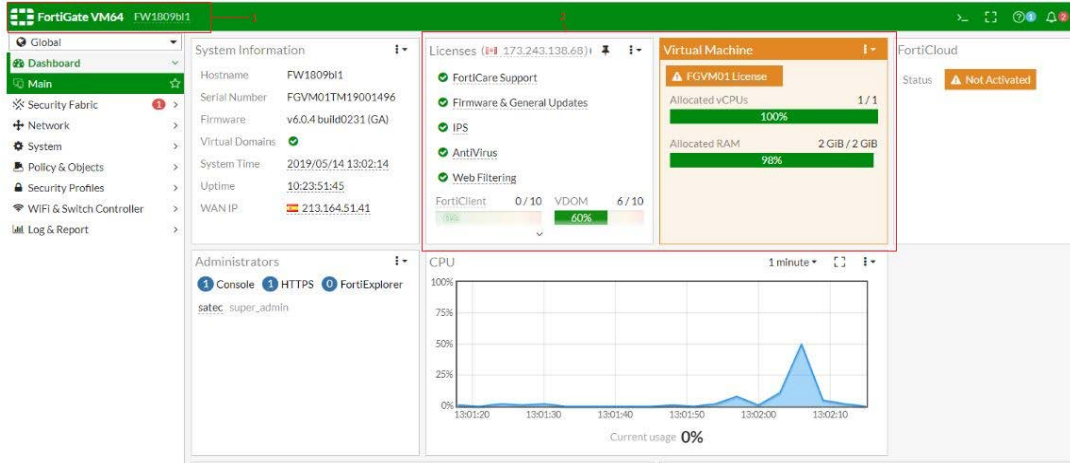 FortiGate VM64 FW1809bl1
1
2
1
2
Global
Dashboard
Main
Security Fabric 1
Network
System
Policy & Objects
Security Profiles
WiFi & Switch Controller
Log & Report
System Information
Hostname FW1809bl1
Serial Number FGVM01TM19001496
Firmware v6.0.4 build0231 (GA)
Virtual Domains
System Time 2019/05/14 13:02:14
Uptime 10:23:51:45
WAN IP 213.164.51.41
Licenses (173.243.138.68)
FortiCare Support
Firmware & General Updates
IPS
AntiVirus
Web Filtering
FortiClient 0/10 VDOM 6/10
0% 60%
Virtual Machine
FGVM01 License
Allocated vCPUs 1/1
100%
Allocated RAM 2 GiB/2 GiB
98%
FortiCloud
Status Not Activated
Administrators
1 Console 1 HTTPS 0 FortiExplorer
satec super_admin
CPU 1 minute
100%
75%
50%
25%
0%
13:01:20 13:01:30 13:01:40 13:01:50 13:02:00 13:02:10
Current usage 0%